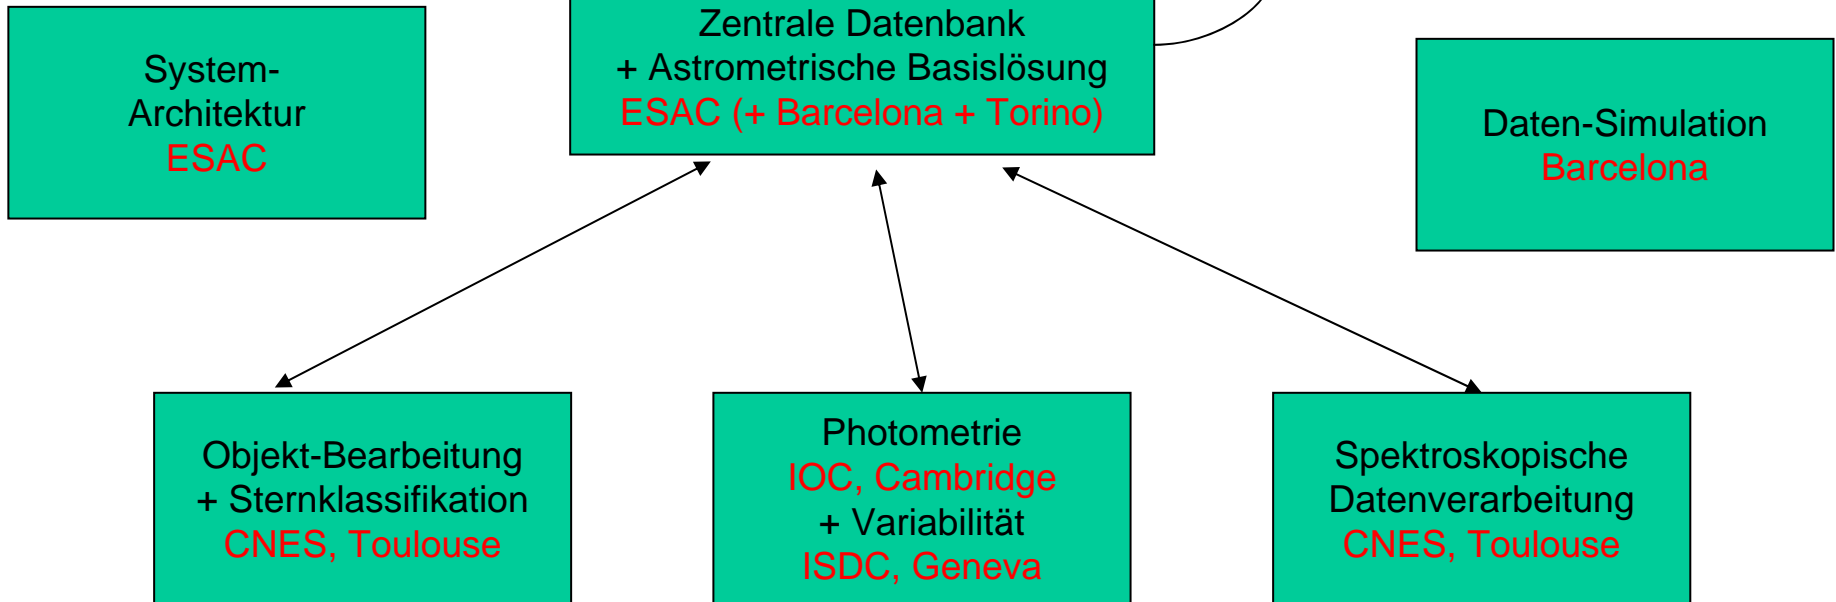 System-
Architektur
ESAC
Zentrale Datenbank
+ Astrometrische Basislösung
ESAC (+ Barcelona + Torino)
Daten-Simulation
Barcelona
Objekt-Bearbeitung
+ Sternklassifikation
CNES, Toulouse
Photometrie
IOC, Cambridge
+ Variabilität
ISDC, Geneva
Spektroskopische
Datenverarbeitung
CNES, Toulouse